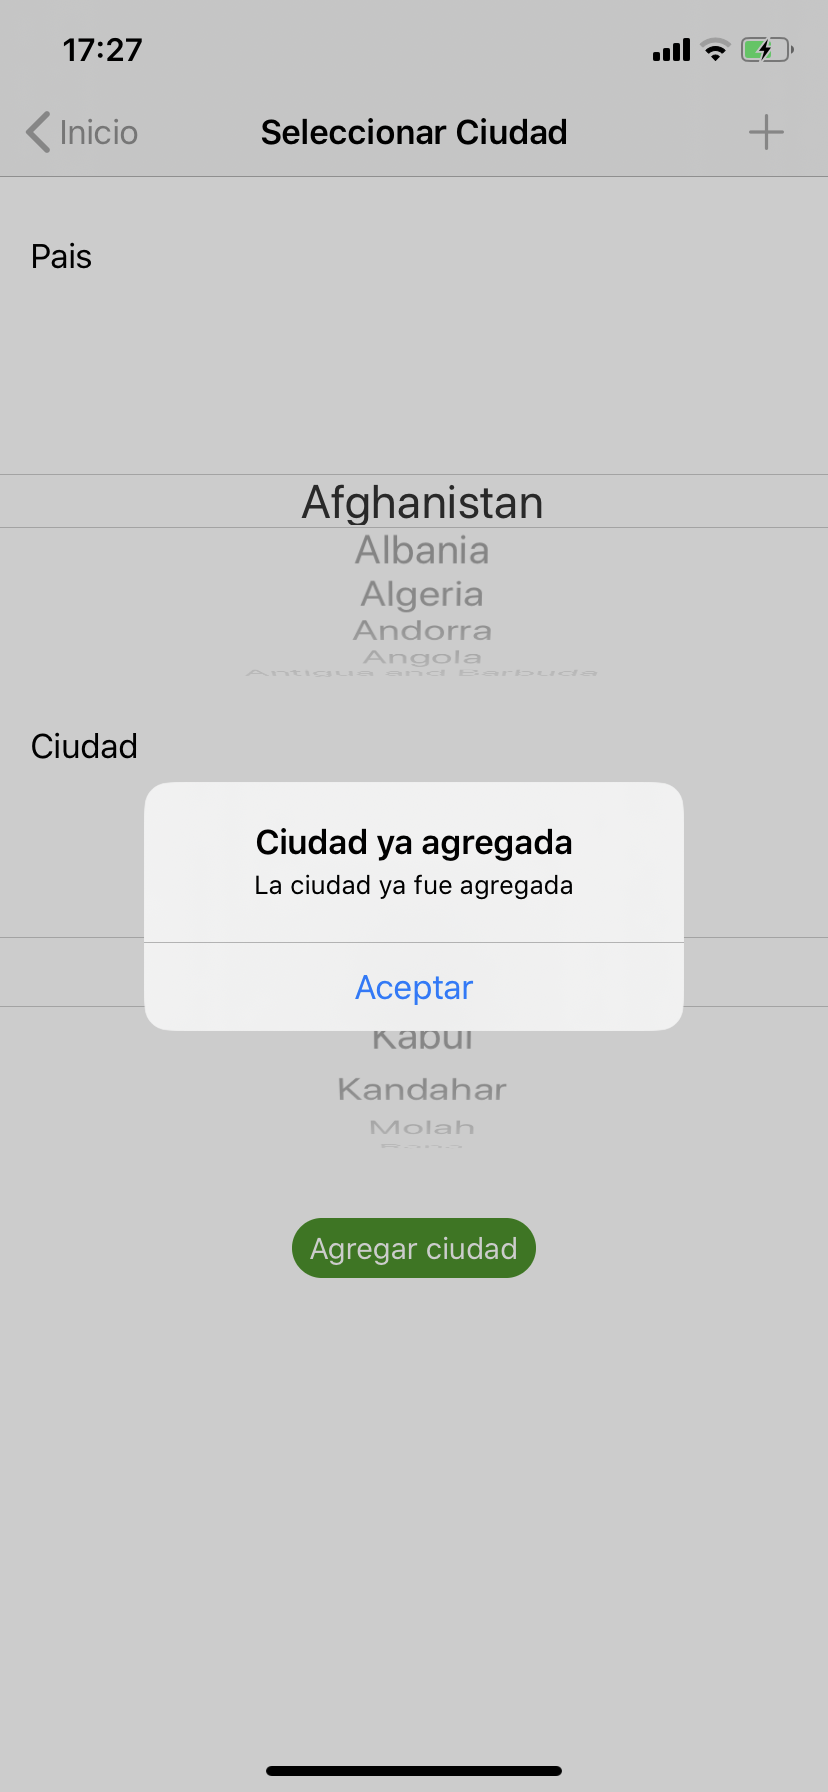 17:27
Inicio
Seleccionar Ciudad
Pais
Afghanistan
Albania
Algeria
Andorra
Angola
Antigua and Barbuda
Ciudad
Ciudad ya agregada
La ciudad ya fue agregada
Aceptar
Kabul
Kandahar
Molah
Agregar ciudad